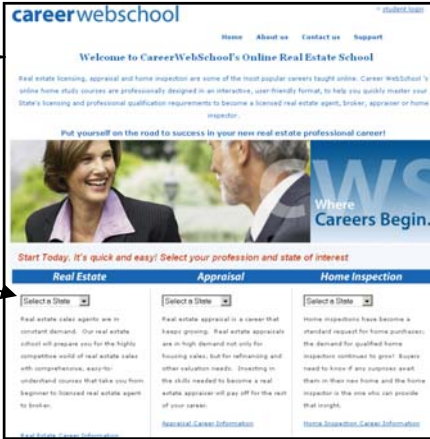 careerwebschool
student login
Home About us Contact us Support
Welcome to CareerWebSchool's Online Real Estate School
Real estate licensing, appraisal and home inspection are some of the most popular careers taught online. Career WebSchool 's
online home study courses are professionally designed in an interactive, user-friendly format, to help you quickly master your
State's licensing and professional qualification requirements to become a licensed real estate agent, broker, appraiser or home
inspector.
Put yourself on the road to success in your new real estate professional career!
CWS
Where
Careers Begin.
Start Today. It's quick and easy! Select your profession and state of interest
Real Estate
Select a State
Real estate sales agents are in
constant demand. Our real estate
school will prepare you for the highly
competitive world of real estate sales
with comprehensive, easy-to-
understand courses that take you from
beginner to licensed real estate agent
to broker.
Real Estate Career Information
Appraisal
Select a State
Real estate appraisal is a career that
keeps growing. Real estate appraisals
are in high demand not only for
housing sales, but for refinancing and
other valuation needs. Investing in
the skills needed to become a real
estate appraiser will pay off for the rest
of your career.
Appraisal Career Information
Home Inspection
Select a State
Home inspections have become a
standard request for home purchases;
the demand for qualified home
inspectors continues to grow! Buyers
need to know if any surprises await
them in their new home and the home
inspector is the one who can provide
that insight.
Home Inspection Career Information